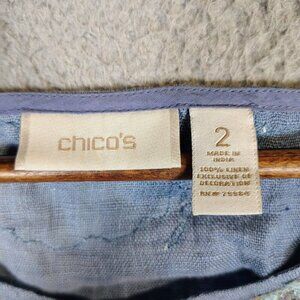 chico's
2
MADE IN
INDIA
100% LINEN
EXCLUSIVE OF
DECORATION